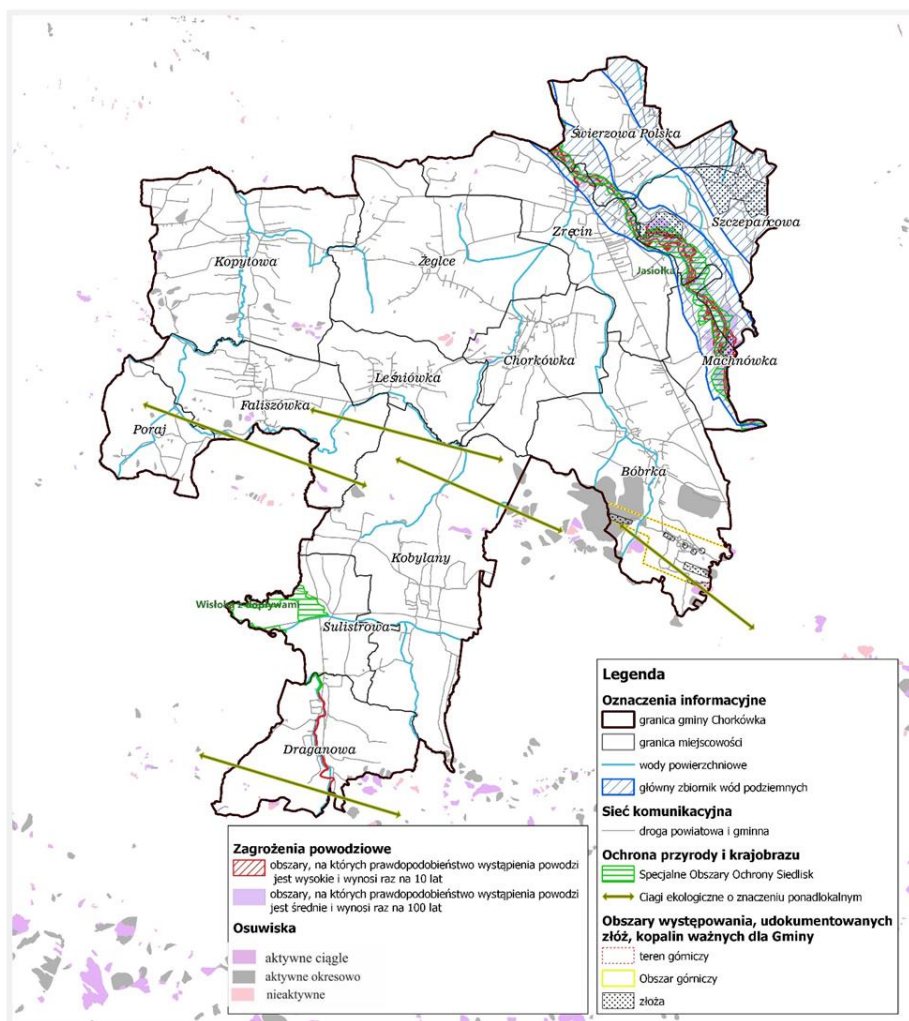 Świerzowa Polska
Szczepańcowa
Zręcin
Kopytowa
Żeglce
Jasiołka
Chorkówka
Machnówka
Leśniówka
Faliszówka
Poraj
Bóbrka
Kobylany
Wisłoka z dopływami
Sulistrowa
Draganowa
Zagrożenia powodziowe
obszary, na których prawdopodobieństwo wystąpienia powodzi
jest wysokie i wynosi raz na 10 lat
obszary, na których prawdopodobieństwo wystąpienia powodzi
jest średnie i wynosi raz na 100 lat
Osuwiska
aktywne ciągle
aktywne okresowo
nieaktywne
Legenda
Oznaczenia informacyjne
granica gminy Chorkówka
granica miejscowości
wody powierzchniowe
główny zbiornik wód podziemnych
Sieć komunikacyjna
droga powiatowa i gminna
Ochrona przyrody i krajobrazu
Specjalne Obszary Ochrony Siedlisk
Ciągi ekologiczne o znaczeniu ponadlokalnym
Obszary występowania, udokumentowanych
złóż, kopalin ważnych dla Gminy
teren górniczy
Obszar górniczy
złoża